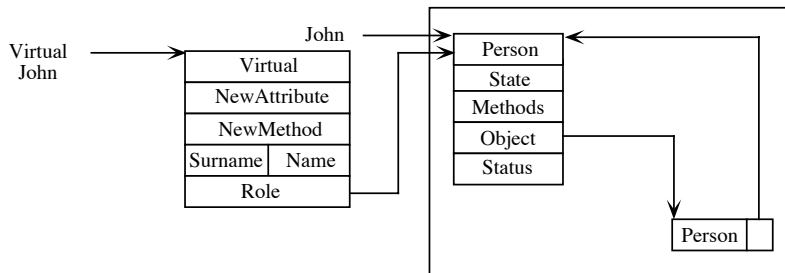 Virtual
John
Virtual
NewAttribute
NewMethod
Surname Name
Role
John
Person
State
Methods
Object
Status
Person